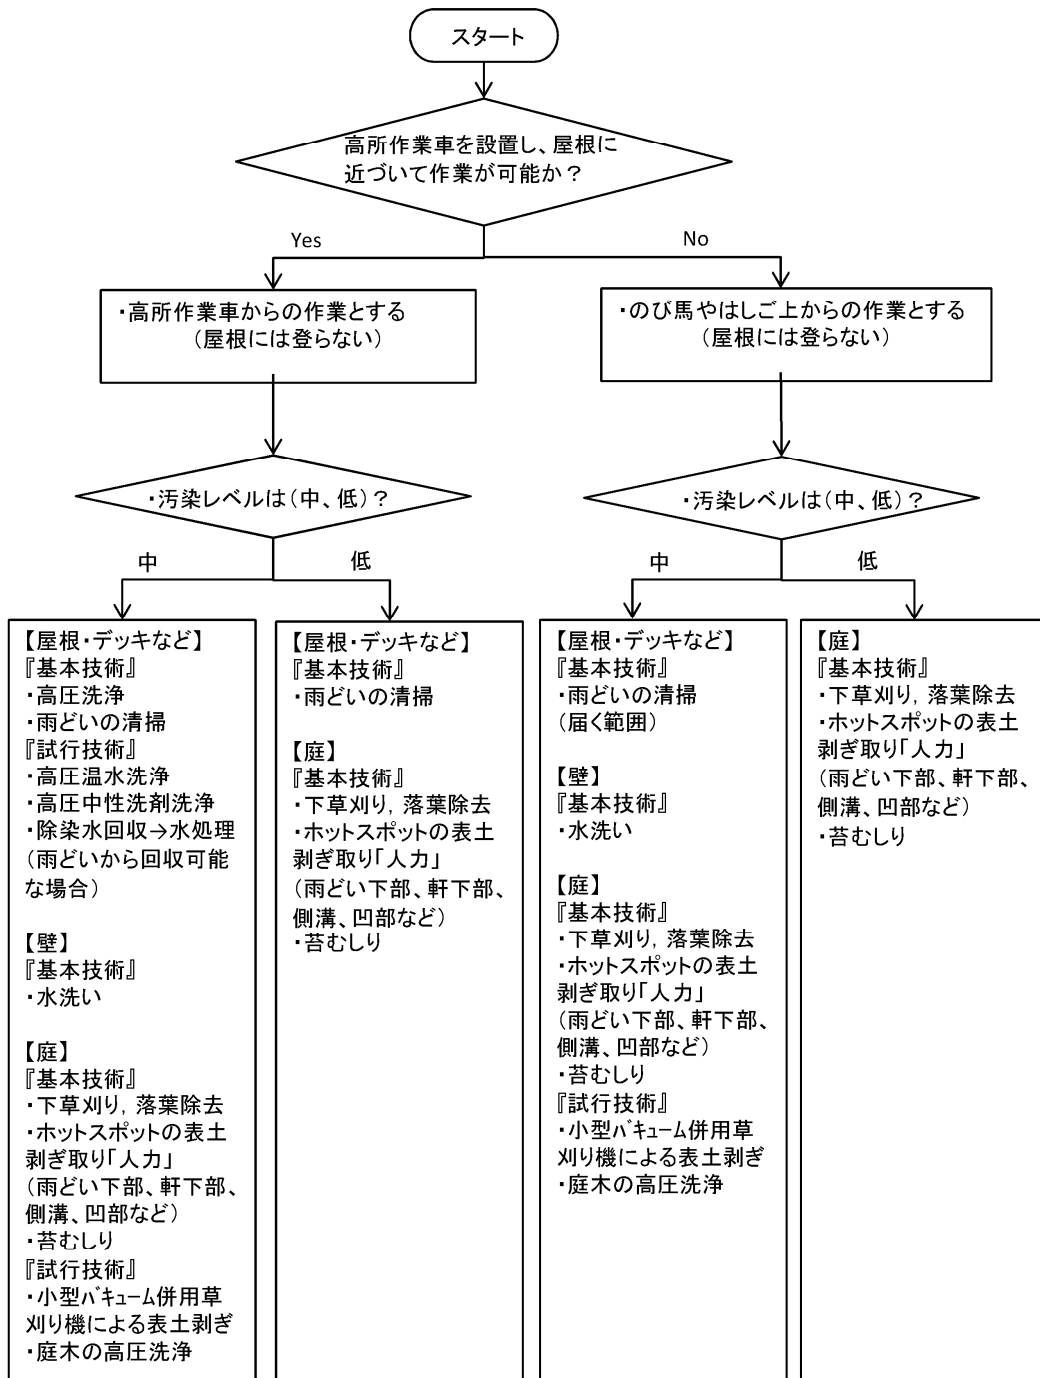 スタート
高所作業車を設置し、屋根に
近づいて作業が可能か？
Yes
No
・高所作業車からの作業とする
（屋根には登らない）
・のび馬やはしご上からの作業とする
（屋根には登らない）
・汚染レベルは（中、低）？
・汚染レベルは（中、低）？
中
低
中
低
【屋根・デッキなど】
『基本技術』
・高圧洗浄
・雨どいの清掃
『試行技術』
・高圧温水洗浄
・高圧中性洗剤洗浄
・除染水回収→水処理
（雨どいから回収可能
な場合）
【壁】
『基本技術』
・水洗い
【庭】
『基本技術』
・下草刈り，落葉除去
・ホットスポットの表土
剥ぎ取り「人力」
（雨どい下部、軒下部、
側溝、凹部など）
・苔むしり
『試行技術』
・小型ﾊﾞｷｭｰﾑ併用草
刈り機による表土剥ぎ
・庭木の高圧洗浄
【屋根・デッキなど】
『基本技術』
・雨どいの清掃
【庭】
『基本技術』
・下草刈り，落葉除去
・ホットスポットの表土
剥ぎ取り「人力」
（雨どい下部、軒下部、
側溝、凹部など）
・苔むしり
【屋根・デッキなど】
『基本技術』
・雨どいの清掃
（届く範囲）
【壁】
『基本技術』
・水洗い
【庭】
『基本技術』
・下草刈り，落葉除去
・ホットスポットの表土
剥ぎ取り「人力」
（雨どい下部、軒下部、
側溝、凹部など）
・苔むしり
『試行技術』
・小型ﾊﾞｷｭｰﾑ併用草
刈り機による表土剥ぎ
・庭木の高圧洗浄
【庭】
『基本技術』
・下草刈り，落葉除去
・ホットスポットの表土
剥ぎ取り「人力」
（雨どい下部、軒下部、
側溝、凹部など）
・苔むしり